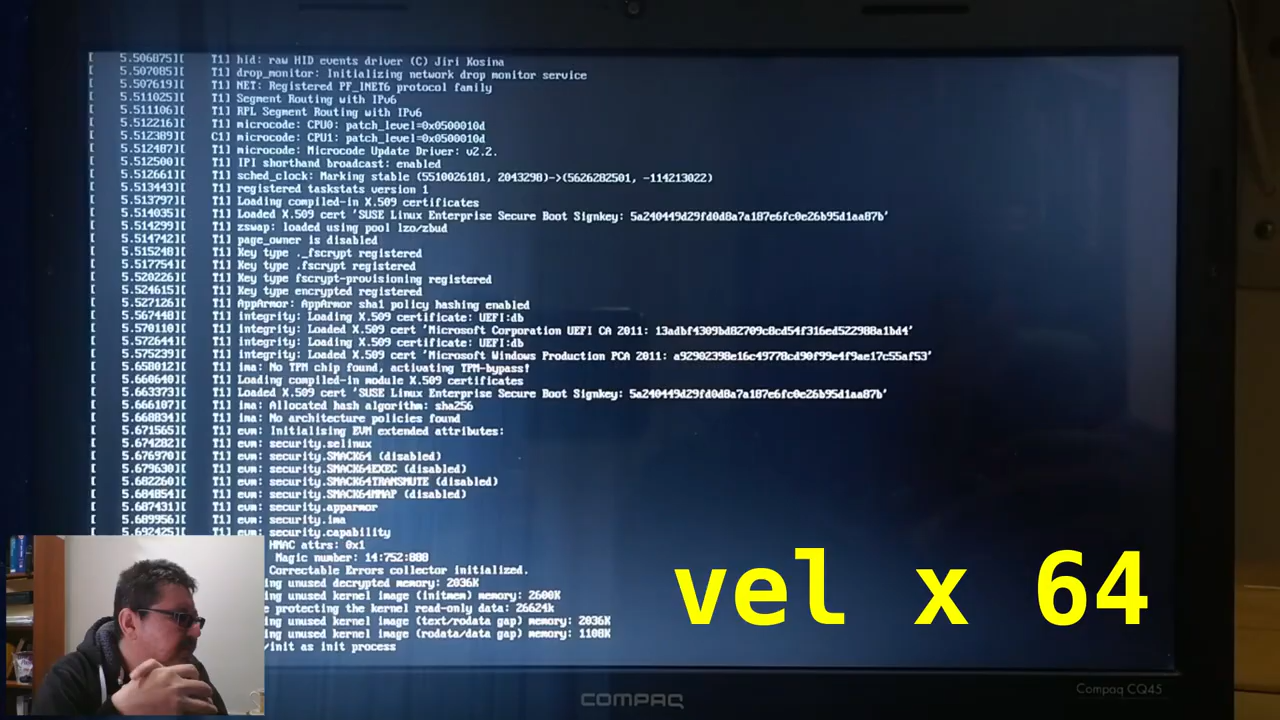 [ 5.506875][ T1] hid: raw HID events driver (C) Jiri Kosina
[ 5.507085][ T1] drop_monitor: Initializing network drop monitor service
[ 5.507619][ T1] NET: Registered PF_INET6 protocol family
[ 5.511025][ T1] Segment Routing with IPv6
[ 5.511106][ T1] RPL Segment Routing with IPv6
[ 5.512216][ T1] microcode: CPU0: patch_level=0x0500010d
[ 5.512389][ C1] microcode: CPU1: patch_level=0x0500010d
[ 5.512487][ T1] microcode: Microcode Update Driver: v2.2.
[ 5.512500][ T1] IPI shorthand broadcast: enabled
[ 5.512661][ T1] sched_clock: Marking stable (5510026181, 2043298)->(5626282501, -114213022)
[ 5.513443][ T1] registered taskstats version 1
[ 5.513797][ T1] Loading compiled-in X.509 certificates
[ 5.514035][ T1] Loaded X.509 cert 'SUSE Linux Enterprise Secure Boot Signkey: 5a240449d29fd0d8a7a187e6fc0e26b95d1aa87b'
[ 5.514299][ T1] zswap: loaded using pool lzo/zbud
[ 5.514742][ T1] page_owner is disabled
[ 5.515248][ T1] Key type ._fscrypt registered
[ 5.517754][ T1] Key type .fscrypt registered
[ 5.520226][ T1] Key type fscrypt-provisioning registered
[ 5.524615][ T1] Key type encrypted registered
[ 5.527126][ T1] AppArmor: AppArmor sha1 policy hashing enabled
[ 5.567448][ T1] integrity: Loading X.509 certificate: UEFI:db
[ 5.570110][ T1] integrity: Loaded X.509 cert 'Microsoft Corporation UEFI CA 2011: 13adbf4309bd82709c8cd54f316ed522988a1bd4'
[ 5.572644][ T1] integrity: Loading X.509 certificate: UEFI:db
[ 5.575239][ T1] integrity: Loaded X.509 cert 'Microsoft Windows Production PCA 2011: a92902398e16c49778cd90f99e4f9ae17c55af53'
[ 5.658012][ T1] ima: No TPM chip found, activating TPM-bypass!
[ 5.660640][ T1] Loading compiled-in module X.509 certificates
[ 5.663373][ T1] Loaded X.509 cert 'SUSE Linux Enterprise Secure Boot Signkey: 5a240449d29fd0d8a7a187e6fc0e26b95d1aa87b'
[ 5.666107][ T1] ima: Allocated hash algorithm: sha256
[ 5.668834][ T1] ima: No architecture policies found
[ 5.671565][ T1] evm: Initialising EVM extended attributes:
[ 5.674282][ T1] evm: security.selinux
[ 5.676970][ T1] evm: security.SMACK64 (disabled)
[ 5.679630][ T1] evm: security.SMACK64EXEC (disabled)
[ 5.682260][ T1] evm: security.SMACK64TRANSMUTE (disabled)
[ 5.684854][ T1] evm: security.SMACK64MMAP (disabled)
[ 5.687431][ T1] evm: security.apparmor
[ 5.689956][ T1] evm: security.ima
[ 5.692425][ T1] evm: security.capability
HMAC attrs: 0x1
Magic number: 14:752:888
Correctable Errors collector initialized.
ing unused decrypted memory: 2036K
ing unused kernel image (initmem) memory: 2600K
e protecting the kernel read-only data: 26624k
ing unused kernel image (text/rodata gap) memory: 2036K
ing unused kernel image (rodata/data gap) memory: 1108K
/init as init process
vel x 64
COMPAQ
Compaq CQ45